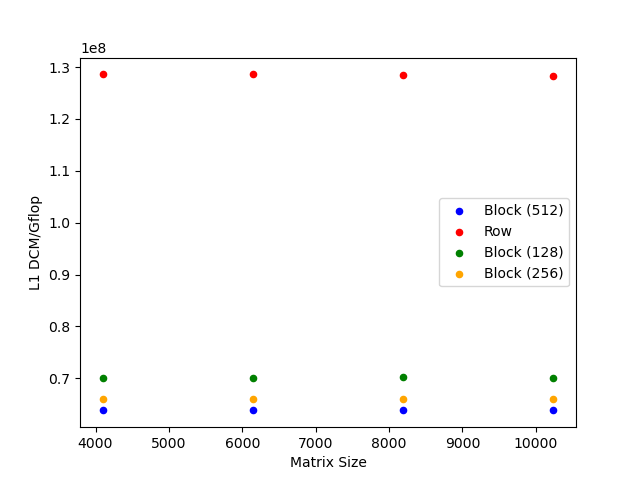 1e8
1.3
1.2
1.1
1.0
0.9
0.8
0.7
L1 DCM/Gflop
Block (512)
Row
Block (128)
Block (256)
4000 5000 6000 7000 8000 9000 10000
Matrix Size